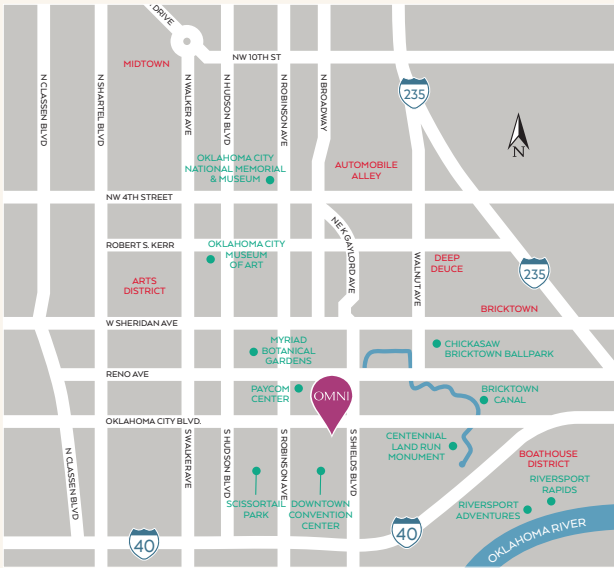 DRIVE
NW 10TH ST
MIDTOWN
235
N CLASSEN BLVD
N SHARTEL BLVD
N WALKER AVE
N HUDSON BLVD
N ROBINSON AVE
N BROADWAY
N
OKLAHOMA CITY
NATIONAL MEMORIAL
& MUSEUM
AUTOMOBILE
ALLEY
NW 4TH STREET
NE K GAYLORD AVE
ROBERT S. KERR
OKLAHOMA CITY
MUSEUM
OF ART
WALNUT AVE
DEEP
DEUCE
235
ARTS
DISTRICT
BRICKTOWN
W SHERIDAN AVE
MYRIAD
BOTANICAL
GARDENS
CHICKASAW
BRICKTOWN BALLPARK
RENO AVE
PAYCOM
CENTER
OMNI
BRICKTOWN
CANAL
OKLAHOMA CITY BLVD.
N CLASSEN BLVD
S WALKER AVE
S HUDSON BLVD
S ROBINSON AVE
S SHIELDS BLVD
CENTENNIAL
LAND RUN
MONUMENT
BOATHOUSE
DISTRICT
RIVERSPORT
RAPIDS
SCISSORTAIL
PARK
DOWNTOWN
CONVENTION
CENTER
RIVERSPORT
ADVENTURES
40
40
OKLAHOMA RIVER